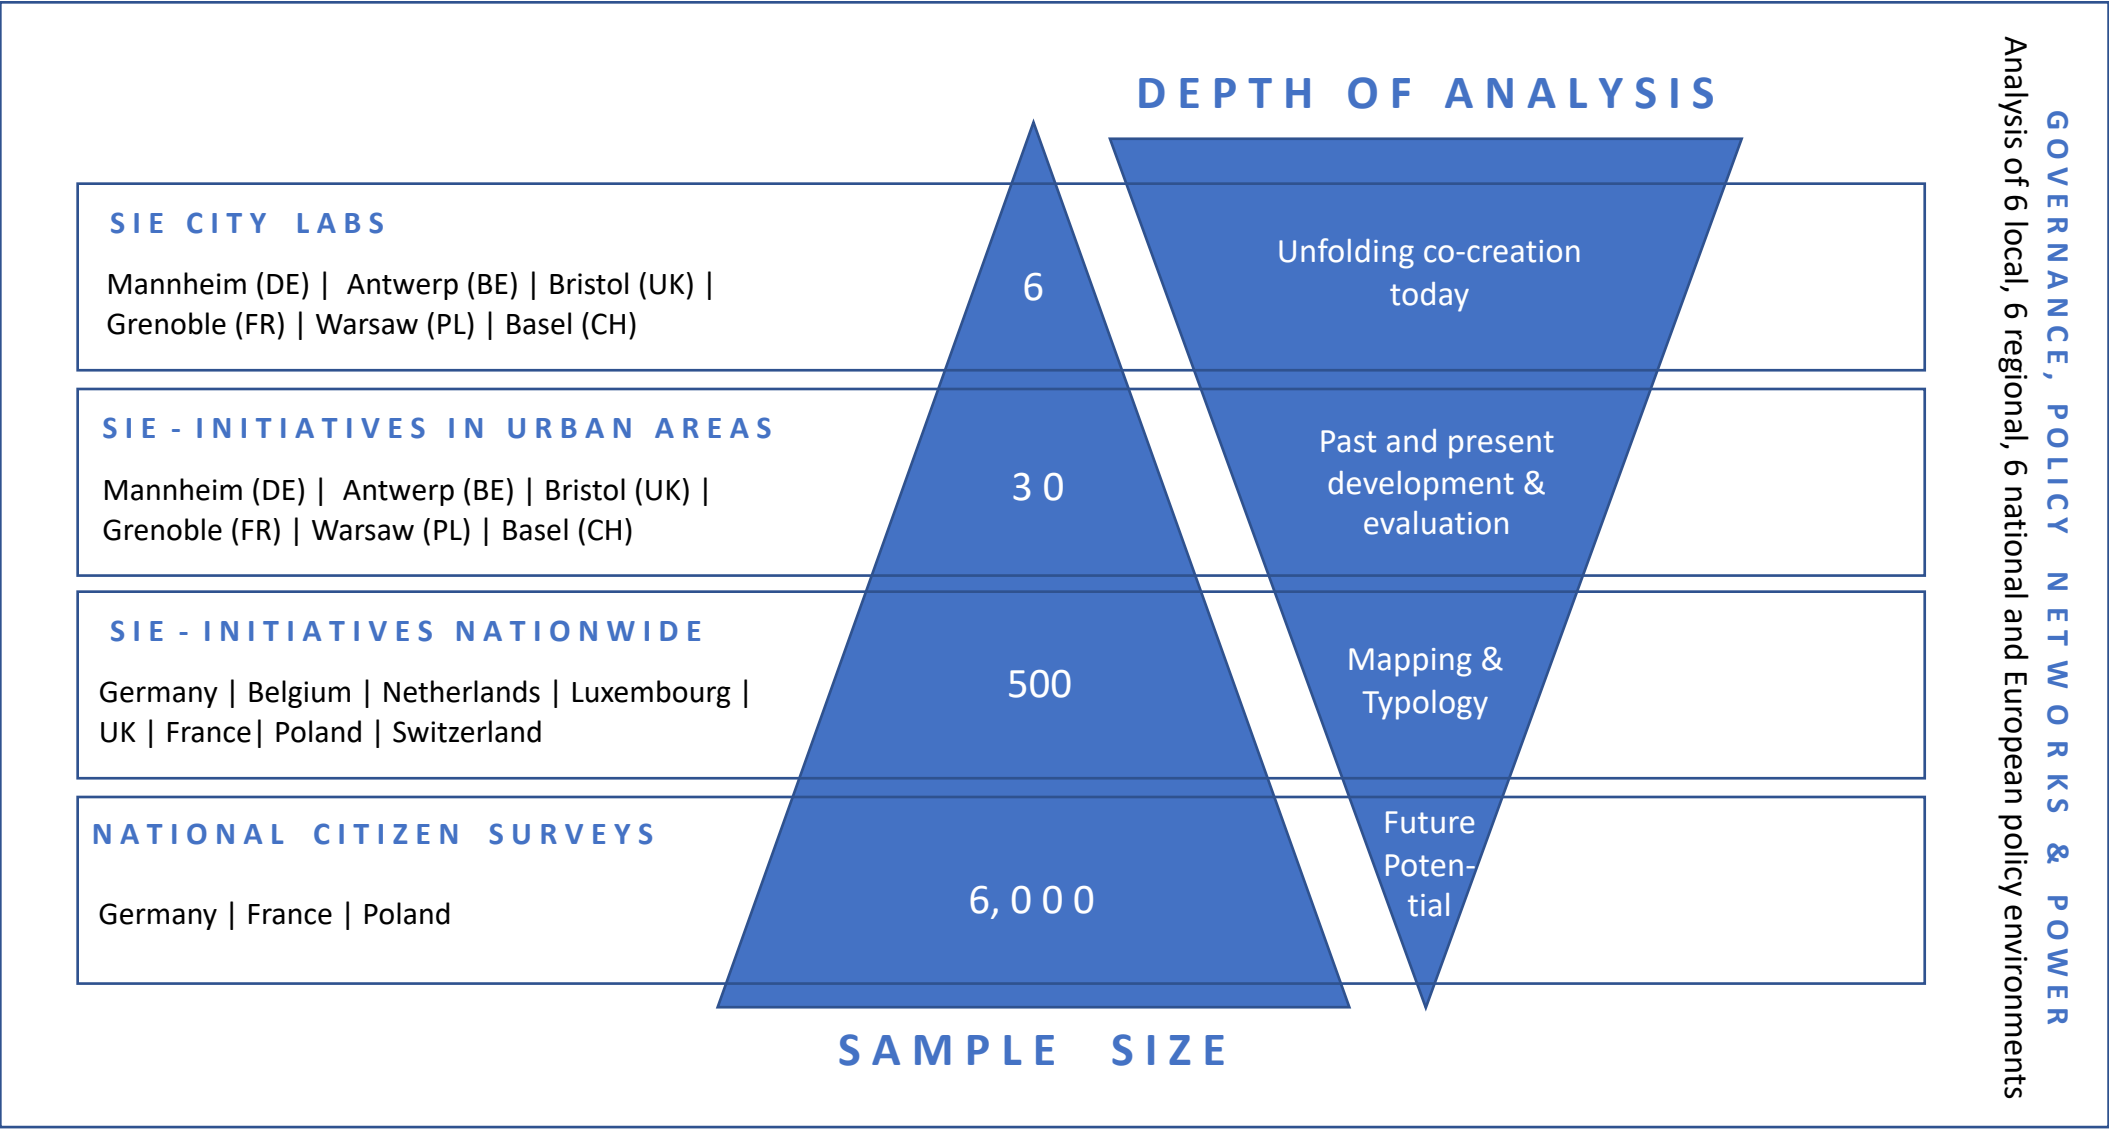 DEPTH OF ANALYSIS
SIE CITY LABS
Mannheim (DE) | Antwerp (BE) | Bristol (UK) |
Grenoble (FR) | Warsaw (PL) | Basel (CH)
6
Unfolding co-creation
today
SIE - INITIATIVES IN URBAN AREAS
Mannheim (DE) | Antwerp (BE) | Bristol (UK) |
Grenoble (FR) | Warsaw (PL) | Basel (CH)
30
Past and present
development &
evaluation
SIE - INITIATIVES NATIONWIDE
Germany | Belgium | Netherlands | Luxembourg |
UK | France| Poland | Switzerland
500
Mapping &
Typology
NATIONAL CITIZEN SURVEYS
Germany | France | Poland
6,000
Future
Poten-
tial
SAMPLE SIZE
GOVERNANCE, POLICY NETWORKS & POWER
Analysis of 6 local, 6 regional, 6 national and European policy environments